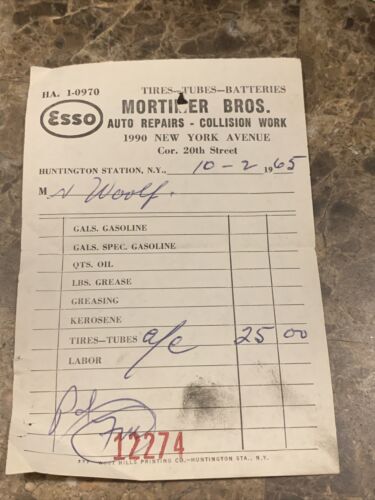 HA. 1-0970 TIRES—TUBES—BATTERIES
Esso MORTIMER BROS.
AUTO REPAIRS - COLLISION WORK
1990 NEW YORK AVENUE
Cor. 20th Street
HUNTINGTON STATION, N.Y., 10-2 1965
M N Woolf.
GALS. GASOLINE
GALS. SPEC. GASOLINE
QTS. OIL
LBS. GREASE
GREASING
KEROSENE
TIRES—TUBES a/c 25 00
LABOR
Pd
12274
HILLS PRINTING CO.—HUNTINGTON STA., N.Y.